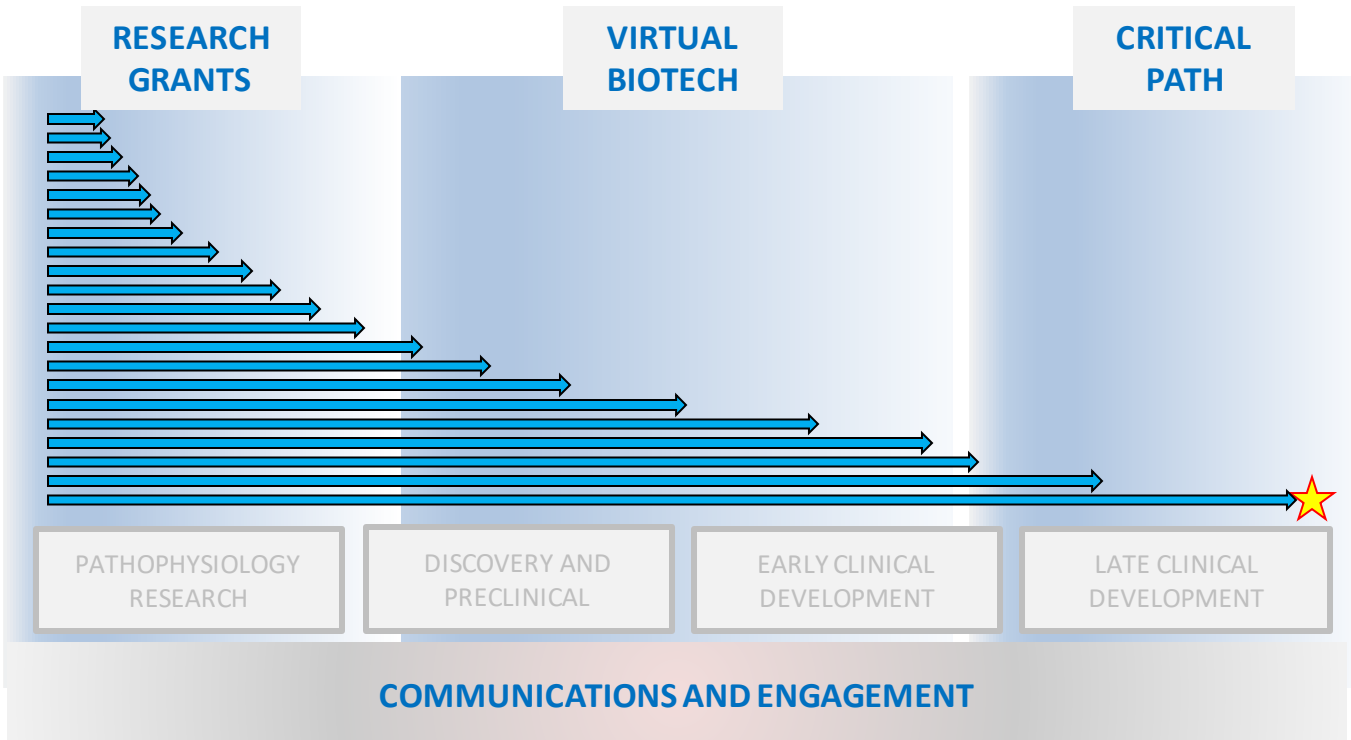 RESEARCH
GRANTS
VIRTUAL
BIOTECH
CRITICAL
PATH
PATHOPHYSIOLOGY
RESEARCH
DISCOVERY AND
PRECLINICAL
EARLY CLINICAL
DEVELOPMENT
LATE CLINICAL
DEVELOPMENT
COMMUNICATIONS AND ENGAGEMENT